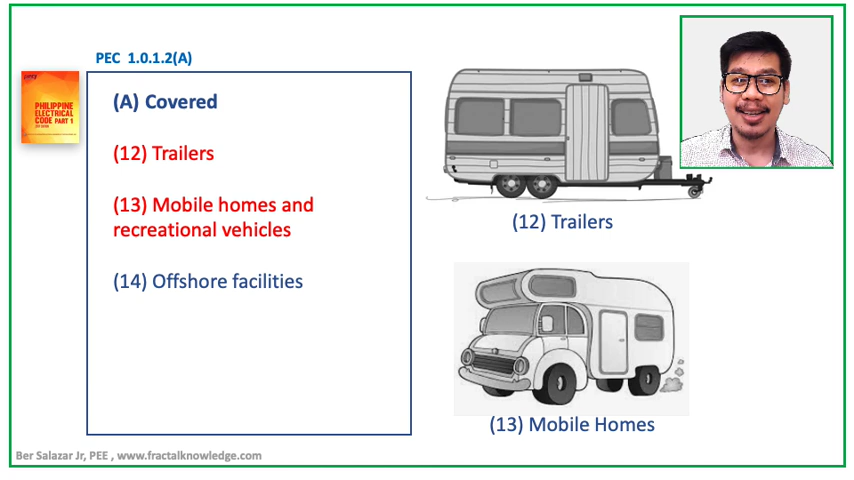 PEC 1.0.1.2(A)
PHILIPPINE
ELECTRICAL
CODE PART 1
(A) Covered
(12) Trailers
(13) Mobile homes and
recreational vehicles
(14) Offshore facilities
(12) Trailers
(13) Mobile Homes
Ber Salazar Jr, PEE , www.fractalknowledge.com